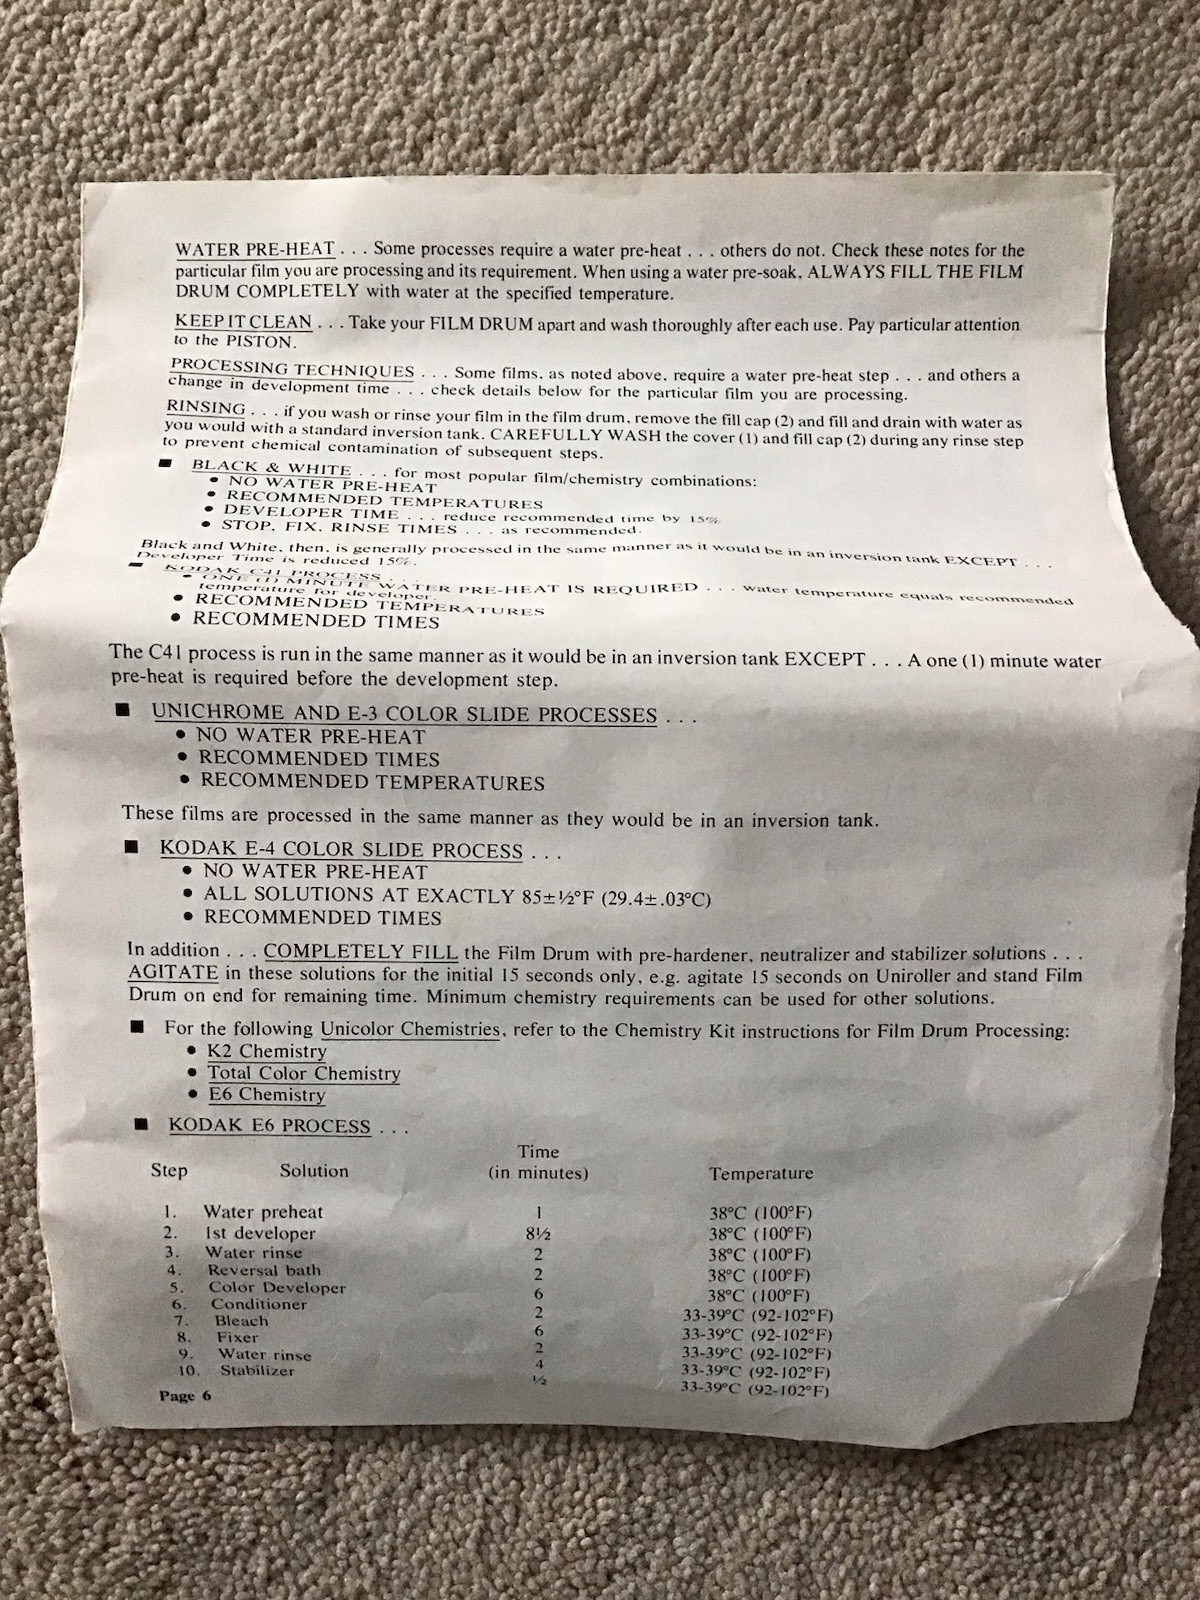 WATER PRE-HEAT . . . Some processes require a water pre-heat . . . others do not. Check these notes for the
particular film you are processing and its requirement. When using a water pre-soak, ALWAYS FILL THE FILM
DRUM COMPLETELY with water at the specified temperature.
KEEP IT CLEAN . . . Take your FILM DRUM apart and wash thoroughly after each use. Pay particular attention
to the PISTON.
PROCESSING TECHNIQUES . . . Some films, as noted above, require a water pre-heat step . . . and others a
change in development time . . . check details below for the particular film you are processing.
RINSING . . . if you wash or rinse your film in the film drum, remove the fill cap (2) and fill and drain with water as
you would with a standard inversion tank. CAREFULLY WASH the cover (1) and fill cap (2) during any rinse step
to prevent chemical contamination of subsequent steps.
■ BLACK & WHITE . . . for most popular film/chemistry combinations:
• NO WATER PRE-HEAT
• RECOMMENDED TEMPERATURES
• DEVELOPER TIME . . . reduce recommended time by 15%
• STOP, FIX, RINSE TIMES . . . as recommended.
Black and White, then, is generally processed in the same manner as it would be in an inversion tank EXCEPT . . .
Developer Time is reduced 15%.
■ KODAK C41 PROCESS . . .
• ONE (1) MINUTE WATER PRE-HEAT IS REQUIRED . . . water temperature equals recommended
temperature for developer.
• RECOMMENDED TEMPERATURES
• RECOMMENDED TIMES
The C41 process is run in the same manner as it would be in an inversion tank EXCEPT . . . A one (1) minute water
pre-heat is required before the development step.
■ UNICHROME AND E-3 COLOR SLIDE PROCESSES . . .
• NO WATER PRE-HEAT
• RECOMMENDED TIMES
• RECOMMENDED TEMPERATURES
These films are processed in the same manner as they would be in an inversion tank.
■ KODAK E-4 COLOR SLIDE PROCESS . . .
• NO WATER PRE-HEAT
• ALL SOLUTIONS AT EXACTLY 85±½°F (29.4±.03°C)
• RECOMMENDED TIMES
In addition . . . COMPLETELY FILL the Film Drum with pre-hardener, neutralizer and stabilizer solutions . . .
AGITATE in these solutions for the initial 15 seconds only, e.g. agitate 15 seconds on Uniroller and stand Film
Drum on end for remaining time. Minimum chemistry requirements can be used for other solutions.
■ For the following Unicolor Chemistries, refer to the Chemistry Kit instructions for Film Drum Processing:
• K2 Chemistry
• Total Color Chemistry
• E6 Chemistry
■ KODAK E6 PROCESS . . .
Time
Step Solution (in minutes) Temperature
1. Water preheat 1 38°C (100°F)
2. 1st developer 8½ 38°C (100°F)
3. Water rinse 2 38°C (100°F)
4. Reversal bath 2 38°C (100°F)
5. Color Developer 6 38°C (100°F)
6. Conditioner 2 33-39°C (92-102°F)
7. Bleach 6 33-39°C (92-102°F)
8. Fixer 2 33-39°C (92-102°F)
9. Water rinse 4 33-39°C (92-102°F)
10. Stabilizer ½ 33-39°C (92-102°F)
Page 6